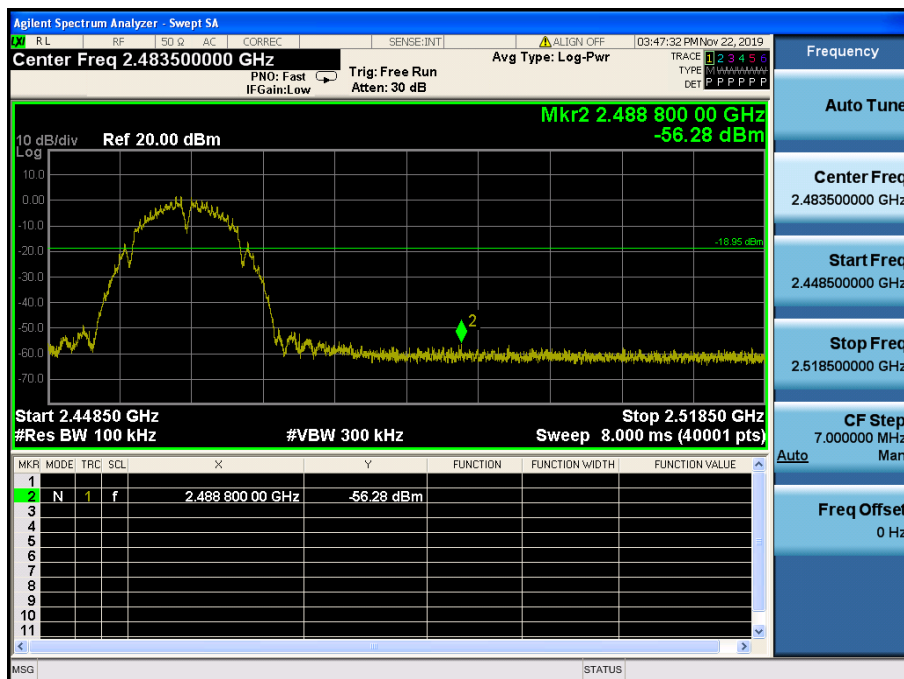 Agilent Spectrum Analyzer - Swept SA
LXI RL RF 50 Ω AC CORREC SENSE:INT ALIGN OFF 03:47:32 PM Nov 22, 2019
Center Freq 2.483500000 GHz
PNO: Fast
IFGain:Low
Trig: Free Run
Atten: 30 dB
Avg Type: Log-Pwr
TRACE 1 2 3 4 5 6
TYPE M WWWWW
DET P P P P P P
Mkr2 2.488 800 00 GHz
-56.28 dBm
10 dB/div
Log
Ref 20.00 dBm
10.0
0.00
-10.0
-20.0
-30.0
-40.0
-50.0
-60.0
-70.0
-18.95 dBm
2
Start 2.44850 GHz
Stop 2.51850 GHz
#Res BW 100 kHz
#VBW 300 kHz
Sweep 8.000 ms (40001 pts)
MKR MODE TRC SCL X Y FUNCTION FUNCTION WIDTH FUNCTION VALUE
1
2 N 1 f 2.488 800 00 GHz -56.28 dBm
3
4
5
6
7
8
9
10
11
MSG
STATUS
Frequency
Auto Tune
Center Freq
2.483500000 GHz
Start Freq
2.448500000 GHz
Stop Freq
2.518500000 GHz
CF Step
7.000000 MHz
Auto Man
Freq Offset
0 Hz